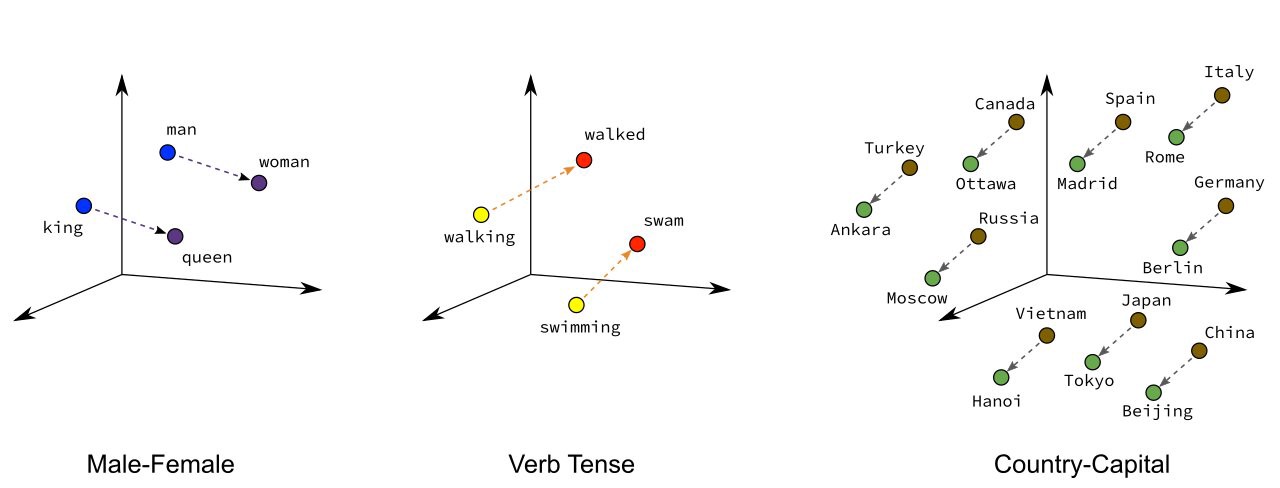 man
woman
king
queen
Male-Female
walked
walking
swam
swimming
Verb Tense
Italy
Canada
Spain
Rome
Turkey
Ottawa
Madrid
Germany
Ankara
Russia
Berlin
Moscow
Japan
Vietnam
China
Tokyo
Hanoi
Beijing
Country-Capital